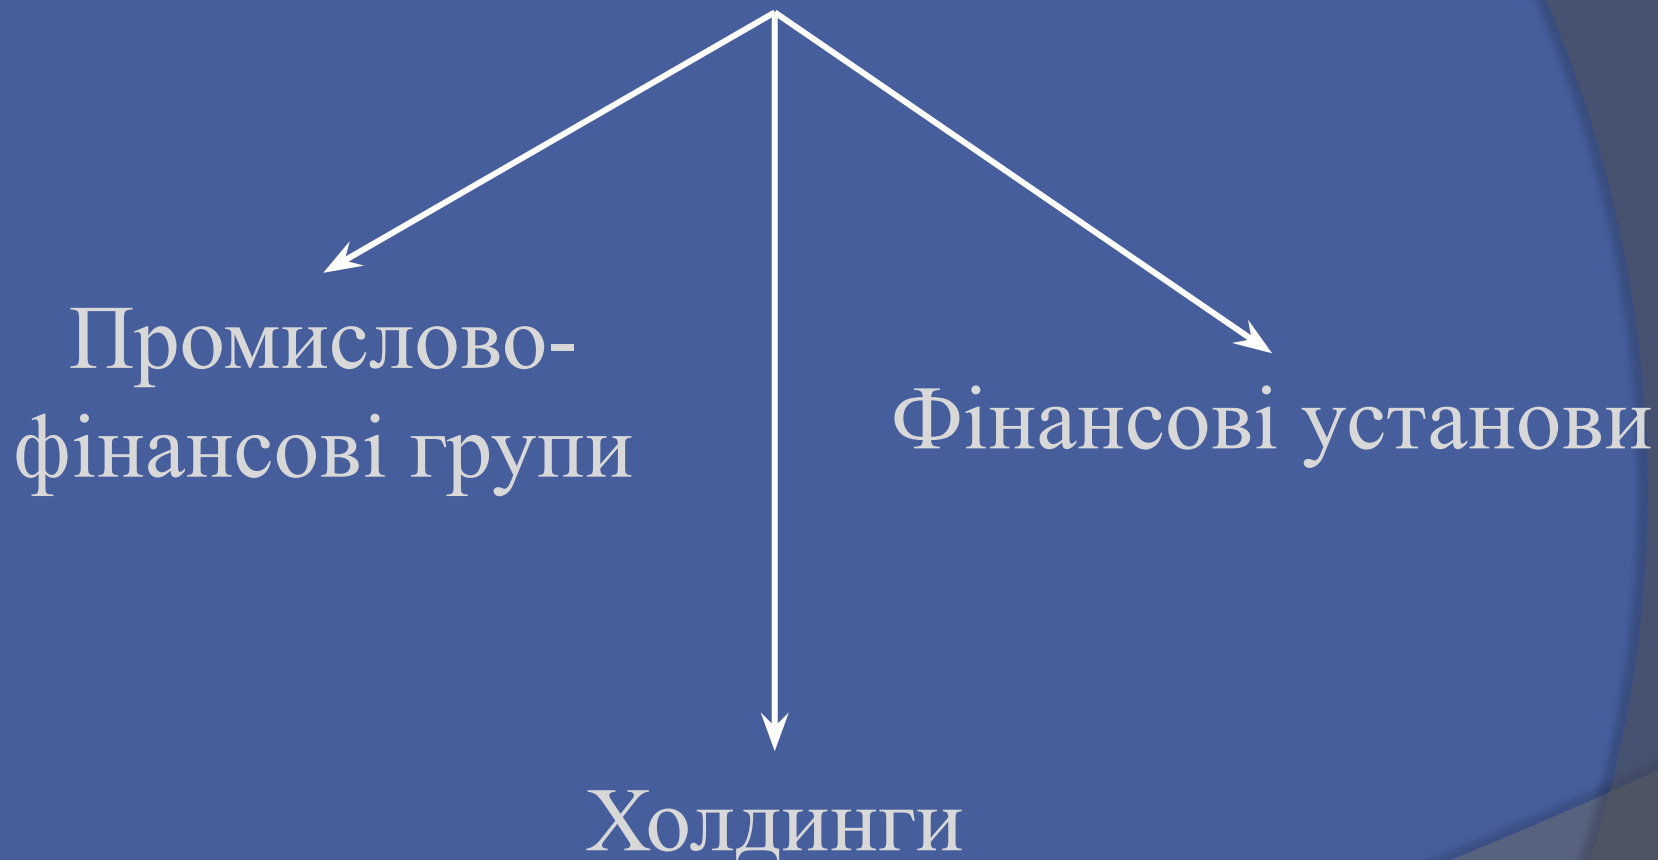 Промислово-
фінансові групи
Фінансові установи
Холдинги